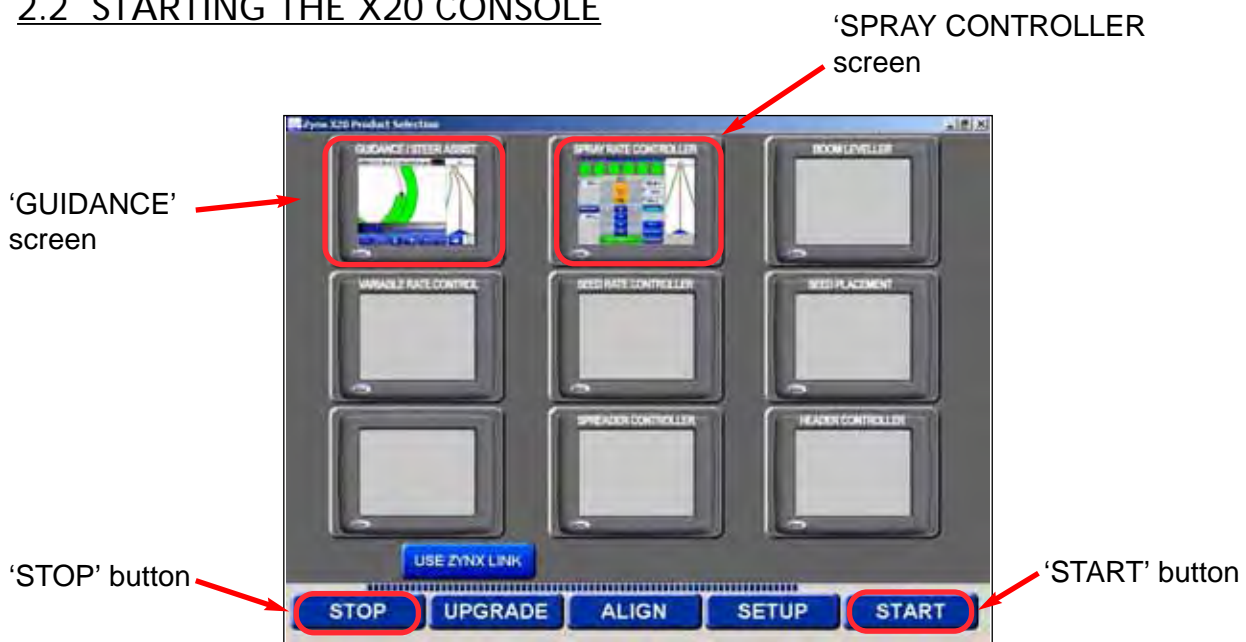 2.2 STARTING THE X20 CONSOLE
‘SPRAY CONTROLLER
screen
Zynx X20 Product Selection
GUIDANCE / STEER ASSIST
SPRAY RATE CONTROLLER
BOOM LEVELLER
‘GUIDANCE’
screen
VARIABLE RATE CONTROL
SEED RATE CONTROLLER
SEED PLACEMENT
SPREADER CONTROLLER
HEADER CONTROLLER
USE ZYNX LINK
‘STOP’ button
‘START’ button
STOP
UPGRADE
ALIGN
SETUP
START